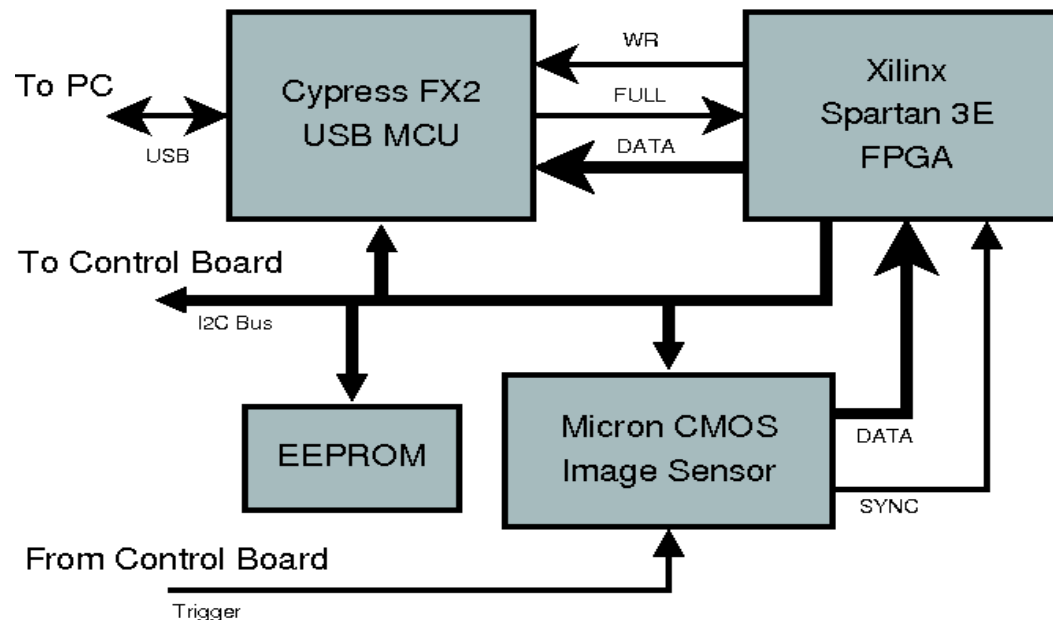 WR
To PC
Cypress FX2
USB MCU
FULL
Xilinx
Spartan 3E
FPGA
USB
DATA
To Control Board
I2C Bus
EEPROM
Micron CMOS
Image Sensor
DATA
SYNC
From Control Board
Trigger